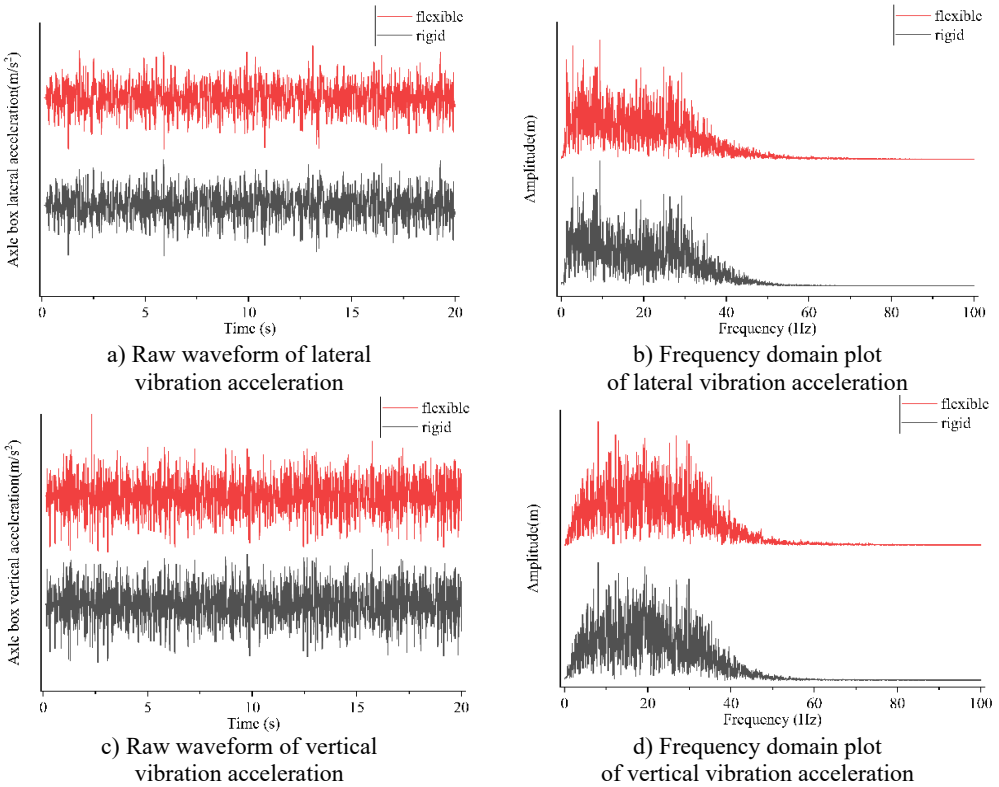 flexible
rigid
Axle box lateral acceleration(m/s²)
0 5 10 15 20
Time (s)
a) Raw waveform of lateral
vibration acceleration
flexible
rigid
Amplitude(m)
0 20 40 60 80 100
Frequency (Hz)
b) Frequency domain plot
of lateral vibration acceleration
flexible
rigid
Axle box vertical acceleration(m/s²)
0 5 10 15 20
Time (s)
c) Raw waveform of vertical
vibration acceleration
flexible
rigid
Amplitude(m)
0 20 40 60 80 100
Frequency (Hz)
d) Frequency domain plot
of vertical vibration acceleration